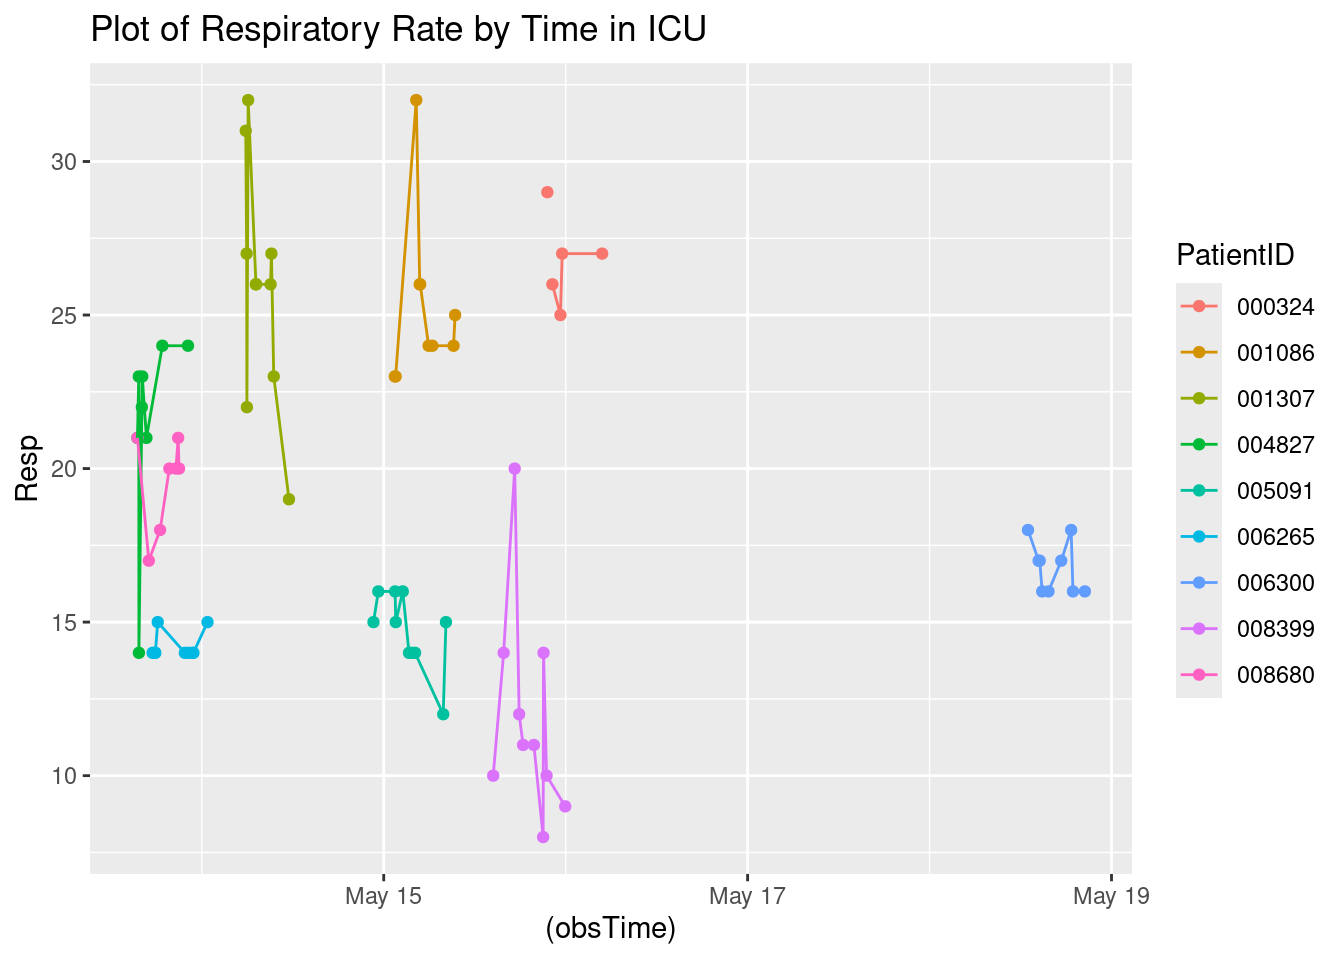 Plot of Respiratory Rate by Time in ICU
Resp
30
25
20
15
10
May 15
May 17
May 19
(obsTime)
PatientID
000324
001086
001307
004827
005091
006265
006300
008399
008680